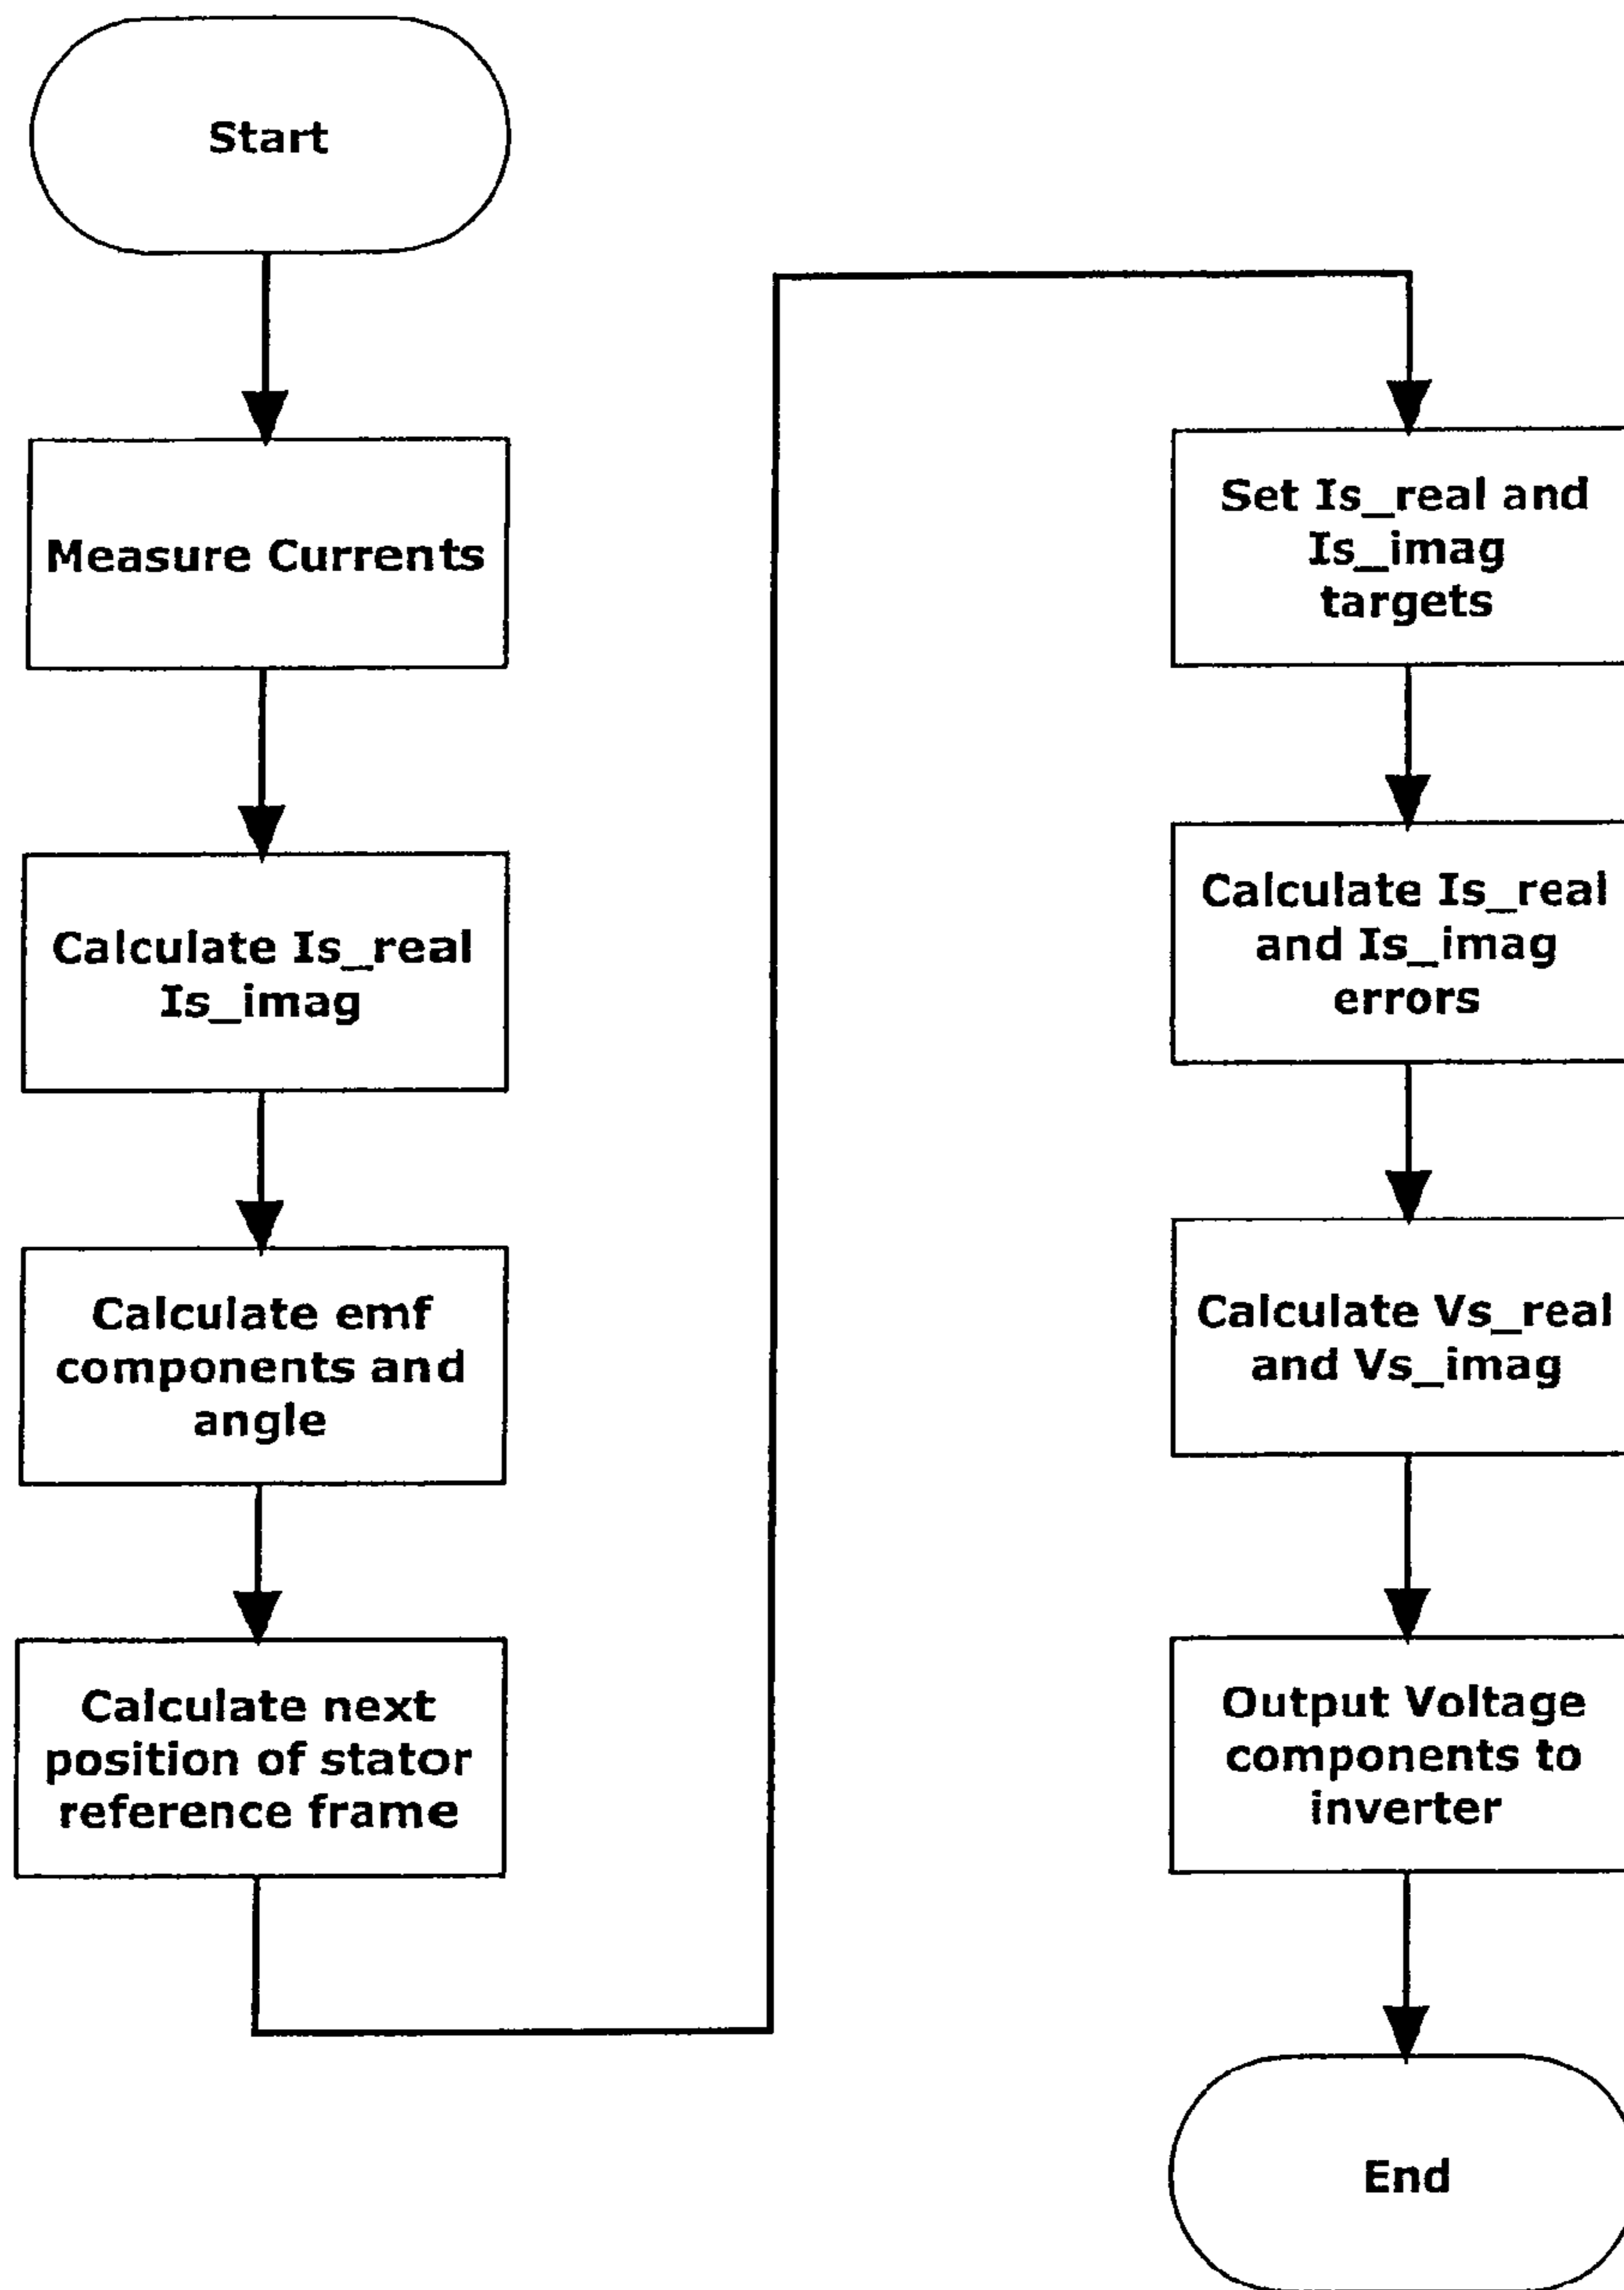 Start
Measure Currents
Calculate Is_real
Is_imag
Calculate emf
components and
angle
Calculate next
position of stator
reference frame
Set Is_real and
Is_imag
targets
Calculate Is_real
and Is_imag
errors
Calculate Vs_real
and Vs_imag
Output Voltage
components to
inverter
End